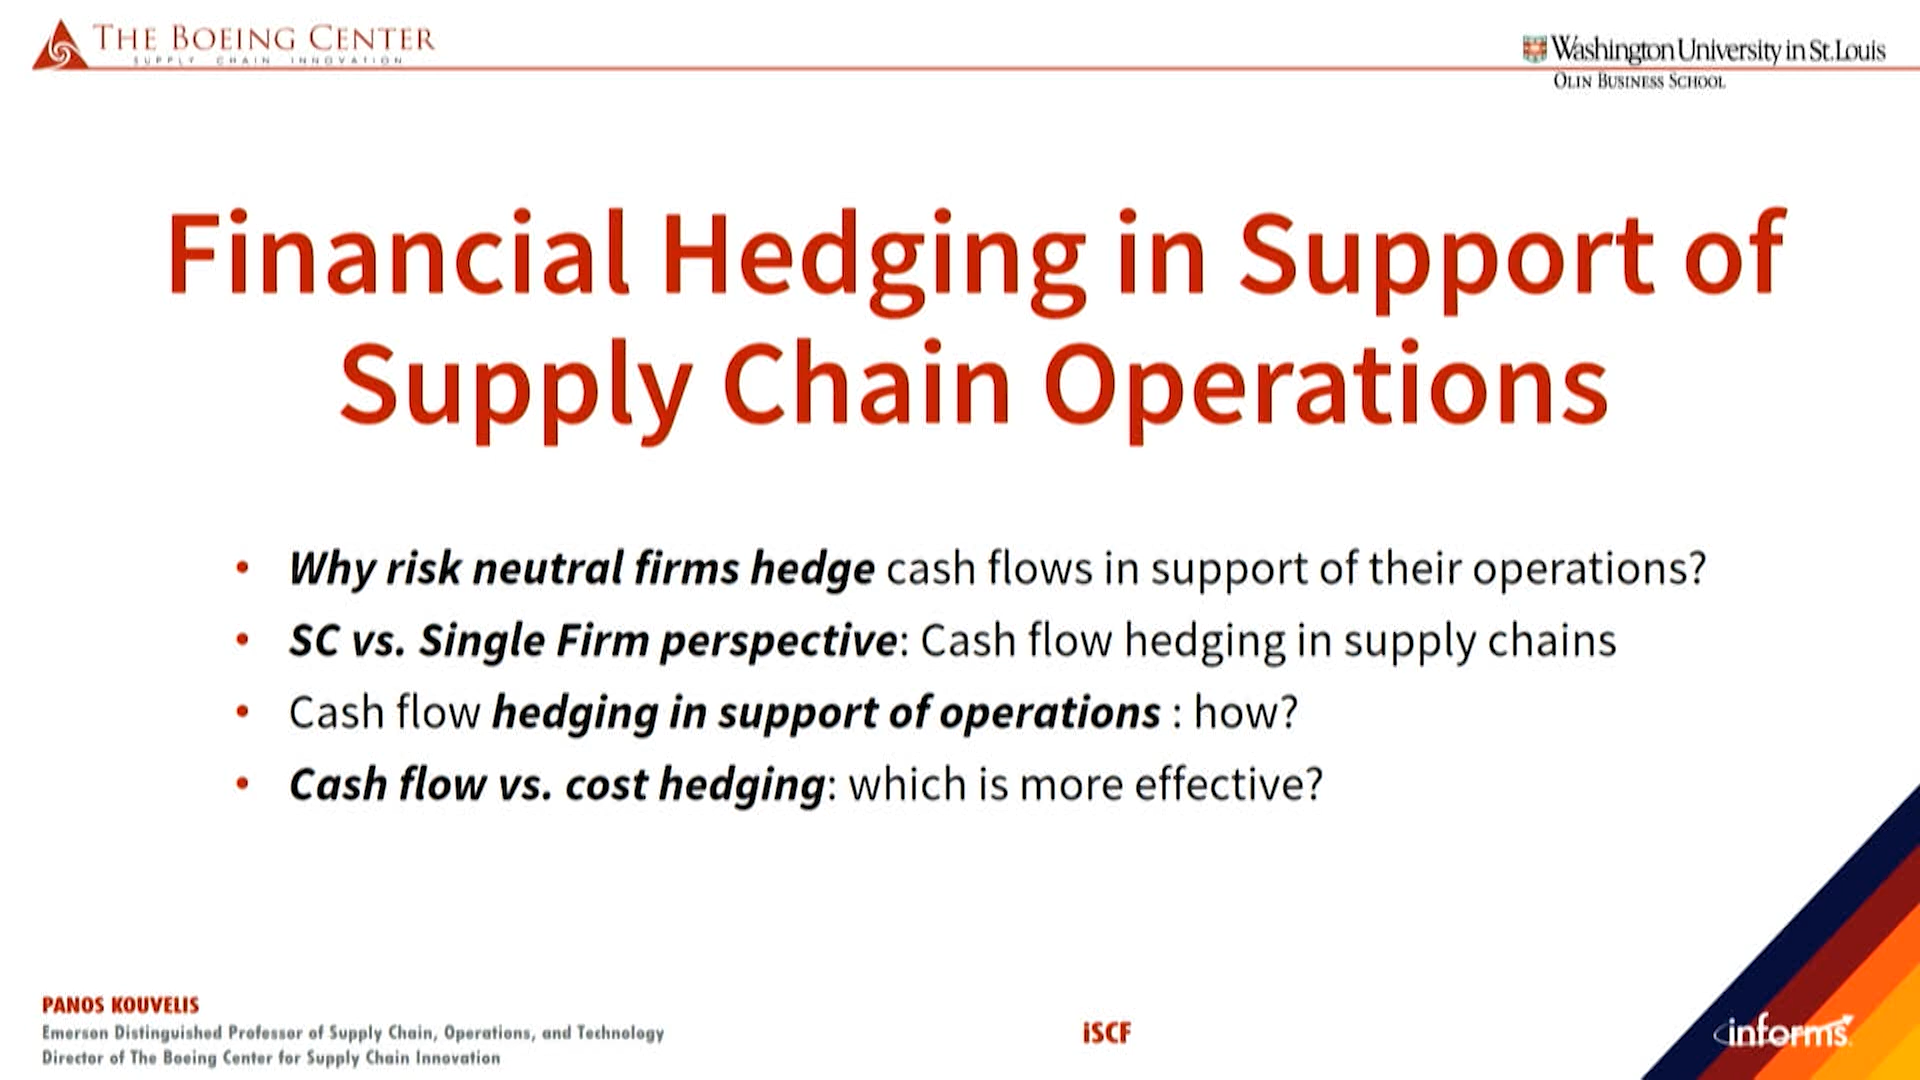 THE BOEING CENTER
SUPPLY CHAIN INNOVATION
Washington University in St. Louis
OLIN BUSINESS SCHOOL
Financial Hedging in Support of
Supply Chain Operations
• Why risk neutral firms hedge cash flows in support of their operations?
• SC vs. Single Firm perspective: Cash flow hedging in supply chains
• Cash flow hedging in support of operations : how?
• Cash flow vs. cost hedging: which is more effective?
PANOS KOUVELIS
Emerson Distinguished Professor of Supply Chain, Operations, and Technology
Director of The Boeing Center for Supply Chain Innovation
iSCF
informs